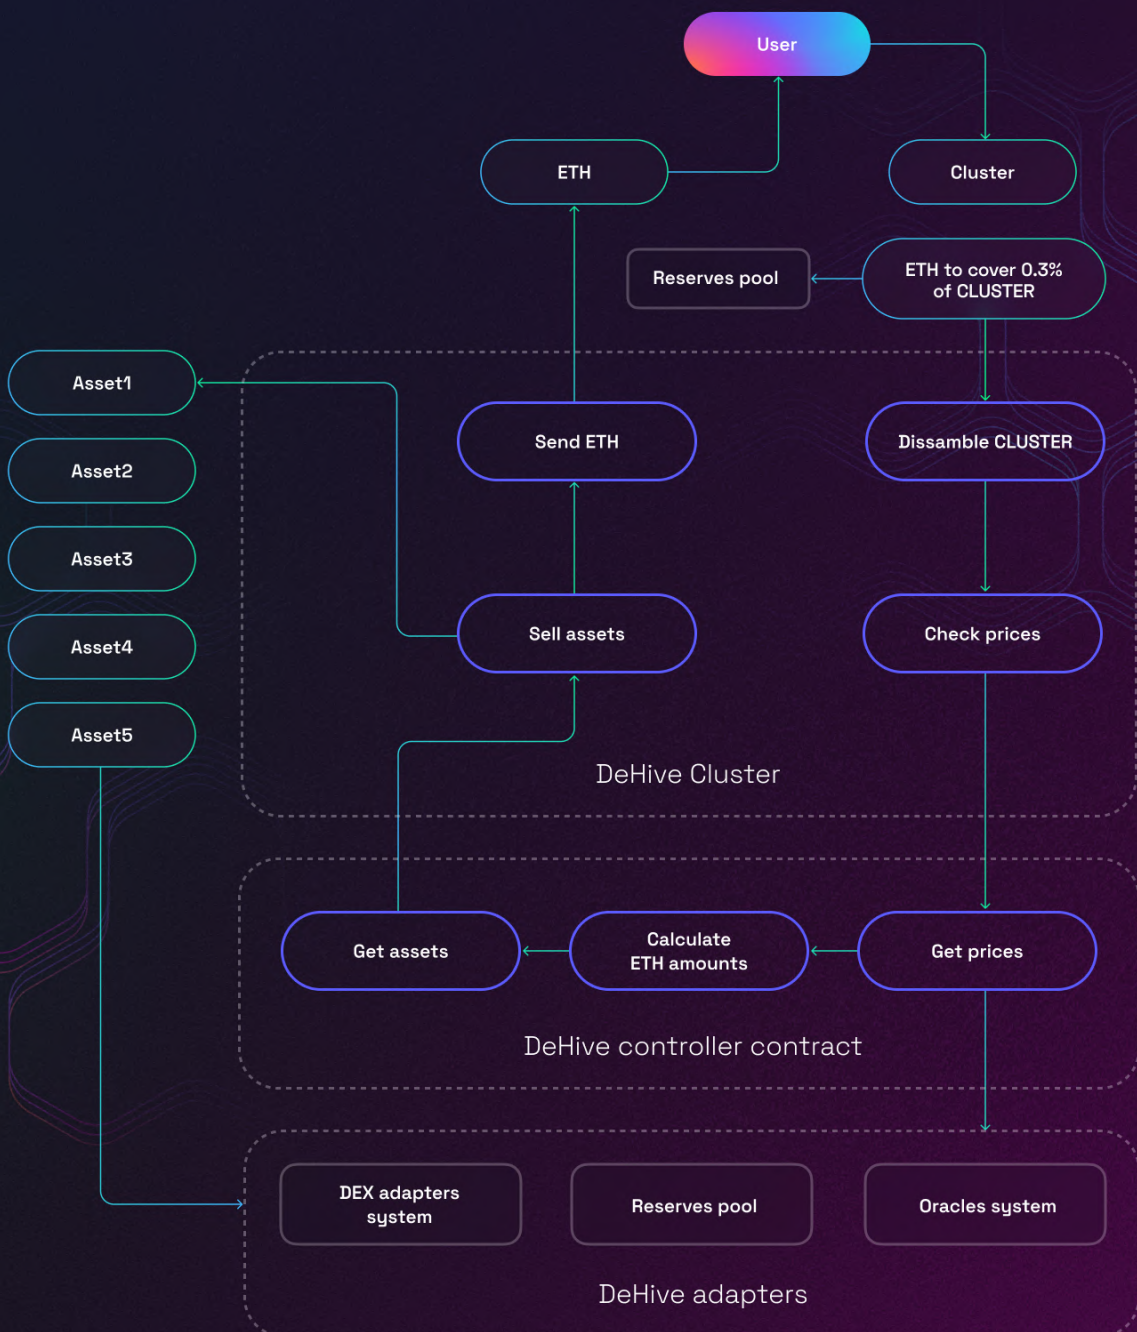 User
ETH
Cluster
Reserves pool
ETH to cover 0.3%
of CLUSTER
Asset1
Asset2
Asset3
Asset4
Asset5
Send ETH
Dissamble CLUSTER
Sell assets
Check prices
DeHive Cluster
Get assets
Calculate
ETH amounts
Get prices
DeHive controller contract
DEX adapters
system
Reserves pool
Oracles system
DeHive adapters